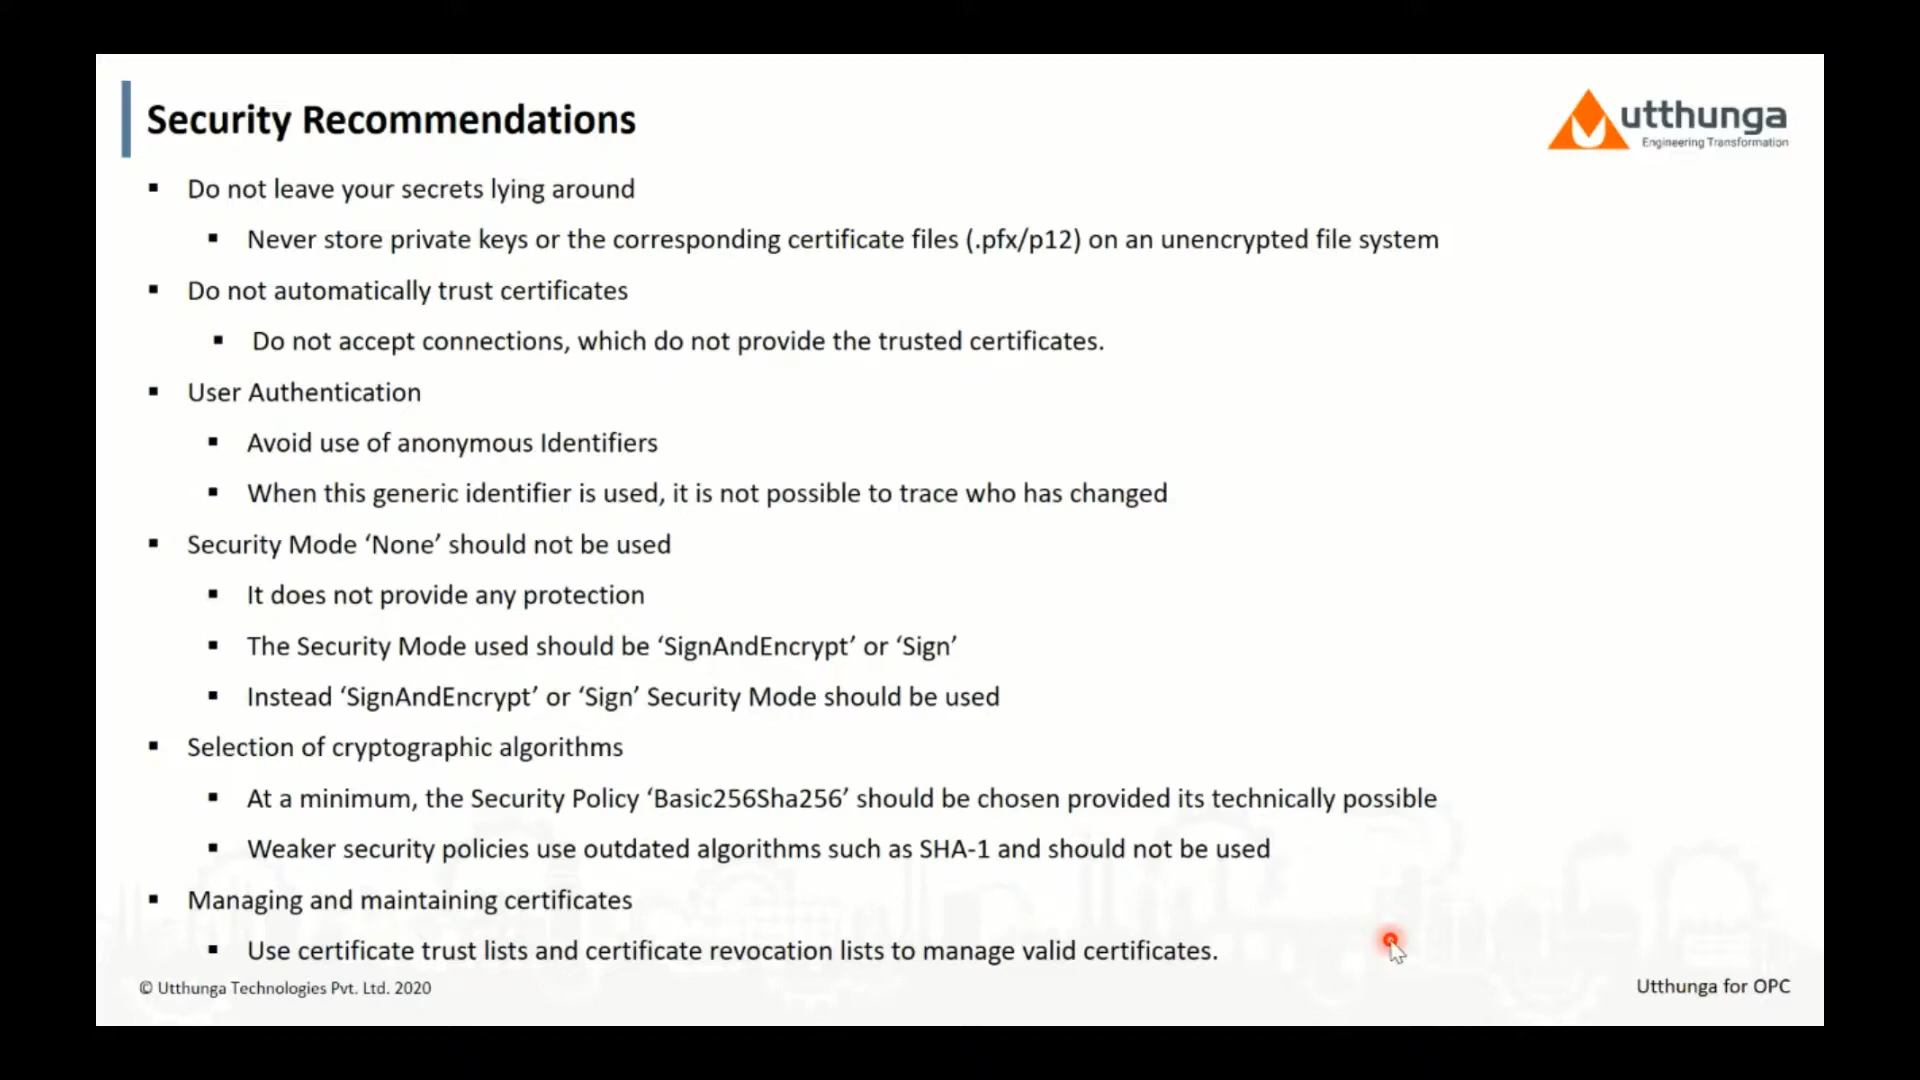 Security Recommendations
utthunga
Engineering Transformation
Do not leave your secrets lying around
Never store private keys or the corresponding certificate files (.pfx/p12) on an unencrypted file system
Do not automatically trust certificates
Do not accept connections, which do not provide the trusted certificates.
User Authentication
Avoid use of anonymous Identifiers
When this generic identifier is used, it is not possible to trace who has changed
Security Mode ‘None’ should not be used
It does not provide any protection
The Security Mode used should be ‘SignAndEncrypt’ or ‘Sign’
Instead ‘SignAndEncrypt’ or ‘Sign’ Security Mode should be used
Selection of cryptographic algorithms
At a minimum, the Security Policy ‘Basic256Sha256’ should be chosen provided its technically possible
Weaker security policies use outdated algorithms such as SHA-1 and should not be used
Managing and maintaining certificates
Use certificate trust lists and certificate revocation lists to manage valid certificates.
© Utthunga Technologies Pvt. Ltd. 2020
Utthunga for OPC